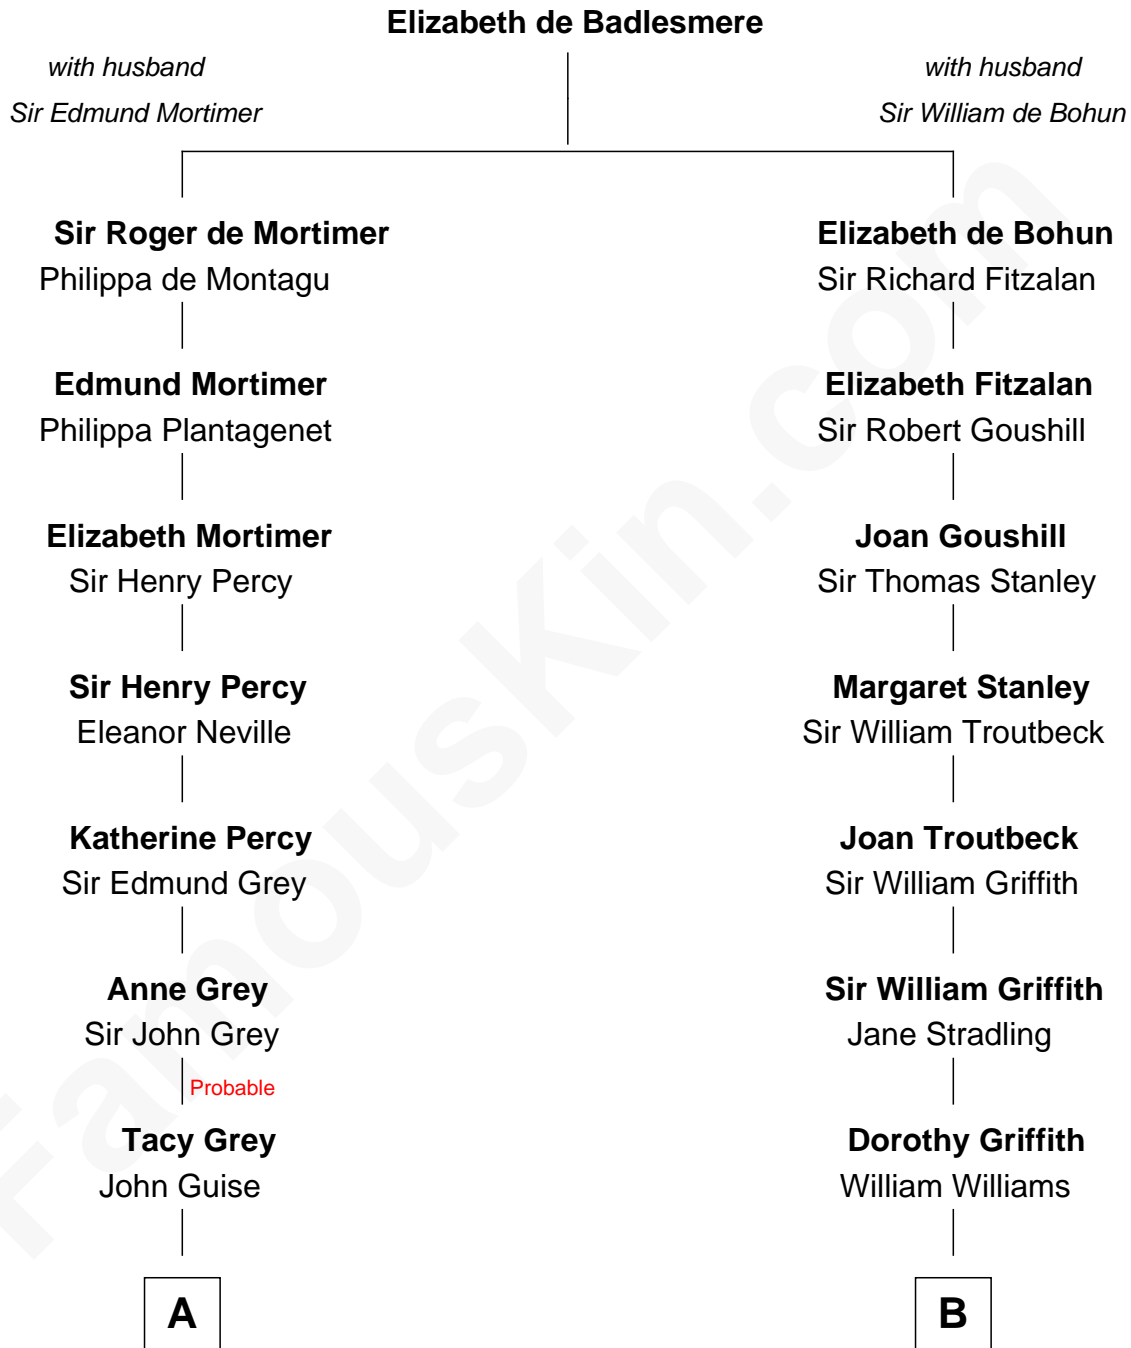 Elizabeth de Badlesmere
with husband
Sir Edmund Mortimer
with husband
Sir William de Bohun
Sir Roger de Mortimer
Philippa de Montagu
Elizabeth de Bohun
Sir Richard Fitzalan
Edmund Mortimer
Philippa Plantagenet
Elizabeth Fitzalan
Sir Robert Goushill
Elizabeth Mortimer
Sir Henry Percy
Joan Goushill
Sir Thomas Stanley
Sir Henry Percy
Eleanor Neville
Margaret Stanley
Sir William Troutbeck
Katherine Percy
Sir Edmund Grey
Joan Troutbeck
Sir William Griffith
Anne Grey
Sir John Grey
Sir William Griffith
Jane Stradling
Probable
Tacy Grey
John Guise
Dorothy Griffith
William Williams
A
B
FamousKin.com